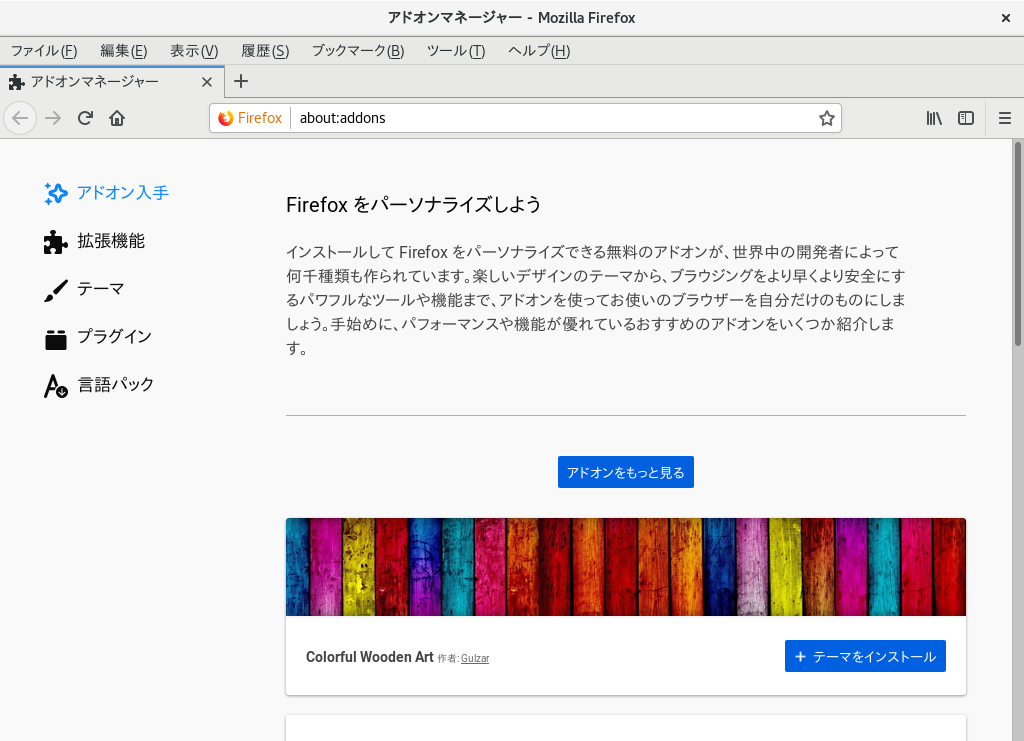 アドオンマネージャー - Mozilla Firefox
ファイル(F) 編集(E) 表示(V) 履歴(S) ブックマーク(B) ツール(T) ヘルプ(H)
アドオンマネージャー
Firefox about:addons
アドオン入手
拡張機能
テーマ
プラグイン
言語パック
Firefox をパーソナライズしよう
インストールして Firefox をパーソナライズできる無料のアドオンが、世界中の開発者によって
何千種類も作られています。楽しいデザインのテーマから、ブラウジングをより早くより安全にす
るパワフルなツールや機能まで、アドオンを使ってお使いのブラウザーを自分だけのものにしま
しょう。手始めに、パフォーマンスや機能が優れているおすすめのアドオンをいくつか紹介しま
す。
アドオンをもっと見る
Colorful Wooden Art 作者: Gulzar
+ テーマをインストール